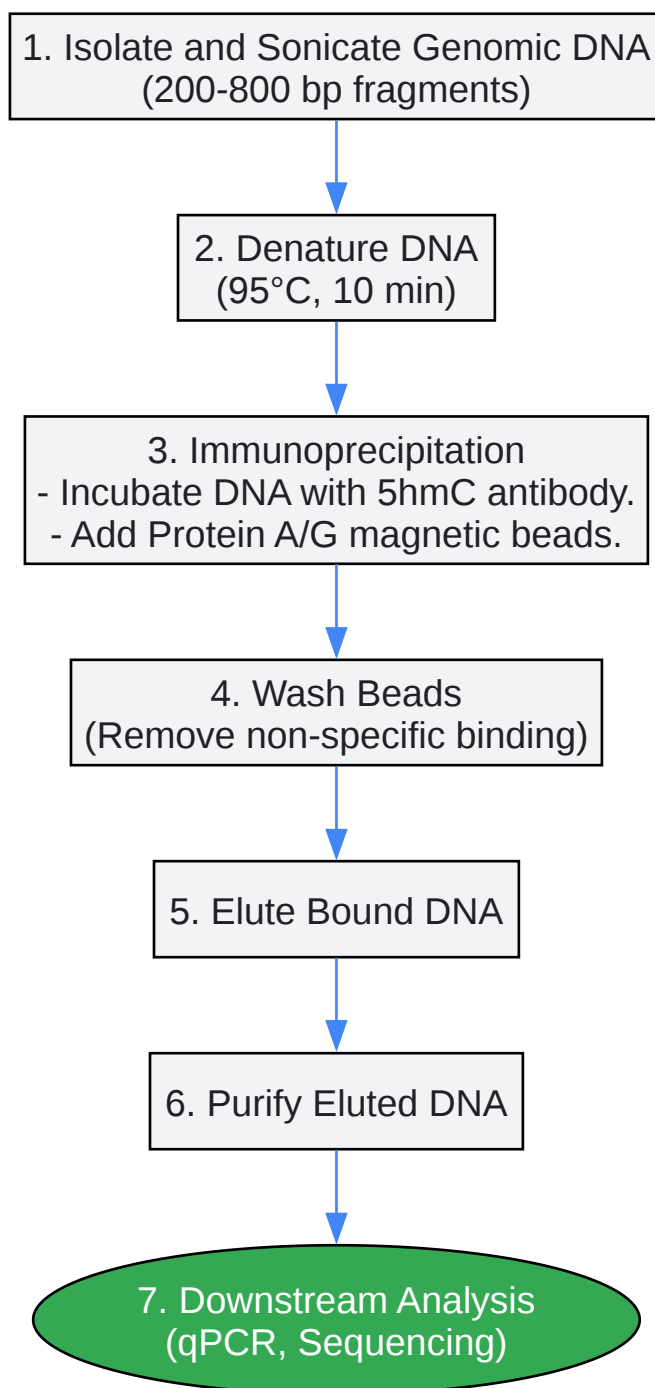 1. Isolate and Sonicate Genomic DNA
(200-800 bp fragments)
2. Denature DNA
(95°C, 10 min)
3. Immunoprecipitation
- Incubate DNA with 5hmC antibody.
- Add Protein A/G magnetic beads.
4. Wash Beads
(Remove non-specific binding)
5. Elute Bound DNA
6. Purify Eluted DNA
7. Downstream Analysis
(qPCR, Sequencing)